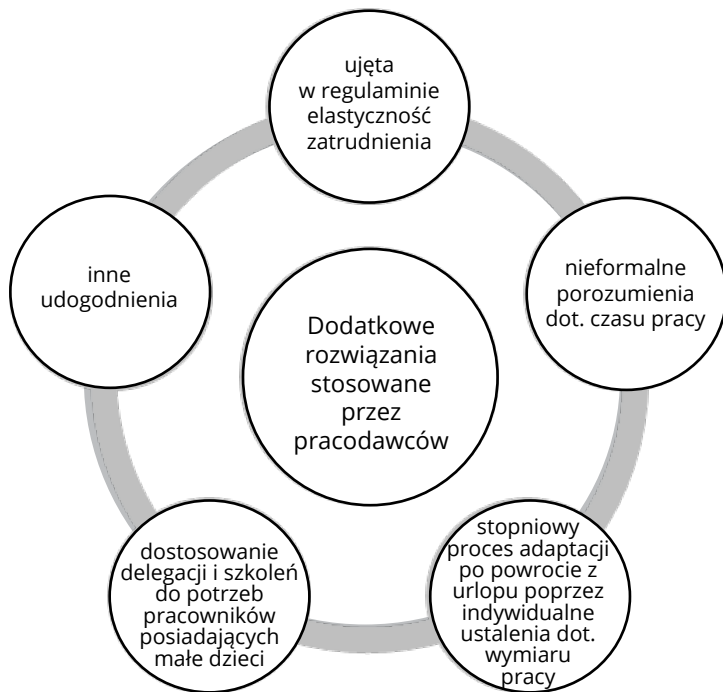 ujęta
w regulaminie
elastyczność
zatrudnienia
nieformalne
porozumienia
dot. czasu pracy
stopniowy
proces adaptacji
po powrocie z
urlopu poprzez
indywidualne
ustalenia dot.
wymiaru
pracy
dostosowanie
delegacji i szkoleń
do potrzeb
pracowników
posiadających
małe dzieci
inne
udogodnienia
Dodatkowe
rozwiązania
stosowane
przez
pracodawców